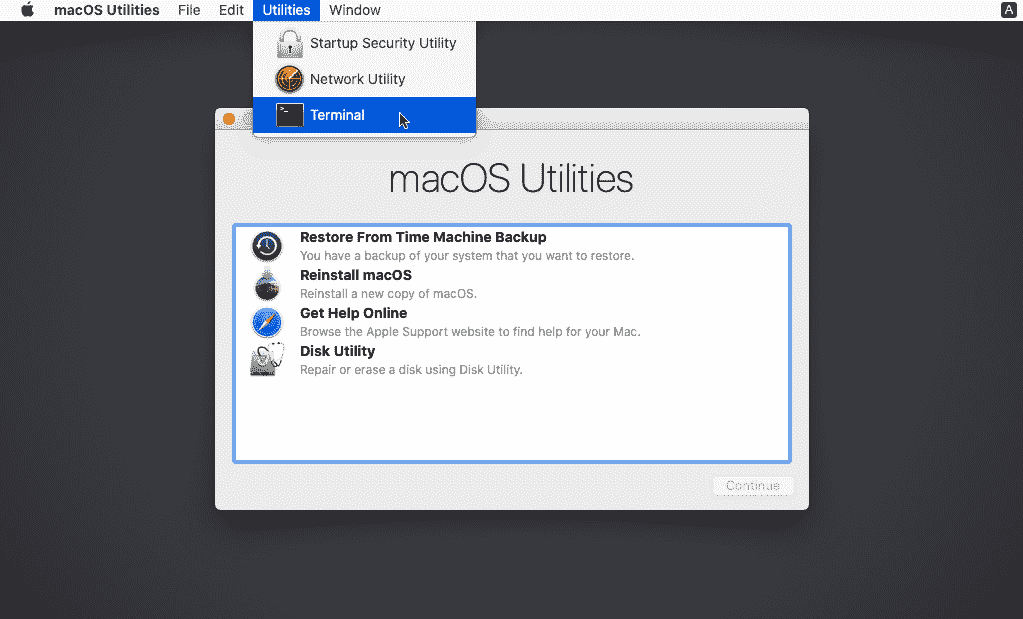 macOS Utilities File Edit Utilities Window A
Startup Security Utility
Network Utility
>_ Terminal
macOS Utilities
Restore From Time Machine Backup
You have a backup of your system that you want to restore.
Reinstall macOS
Reinstall a new copy of macOS.
Get Help Online
Browse the Apple Support website to find help for your Mac.
Disk Utility
Repair or erase a disk using Disk Utility.
Continue